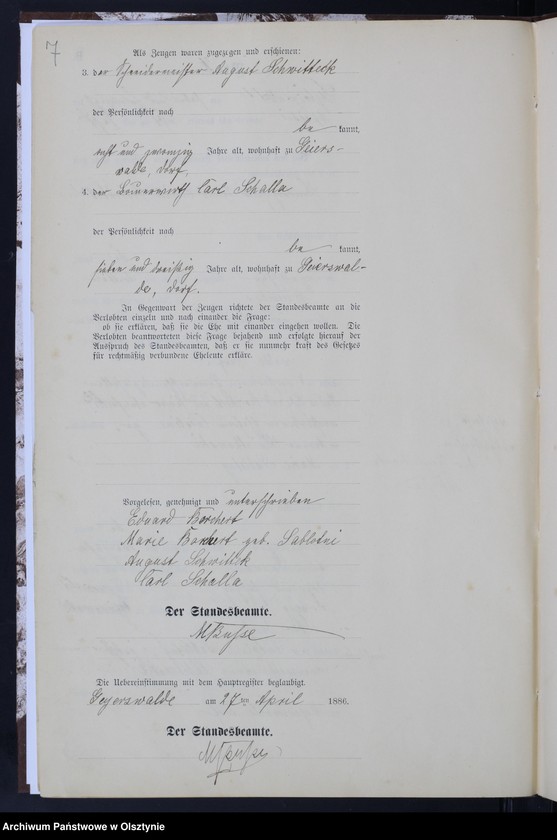 7
Als Zeugen waren zugezogen und erschienen:
3. der Schneidermeister August Schwitteck
der Persönlichkeit nach
be kannt,
acht und zwanzig Jahre alt, wohnhaft zu Geiers-
walde, Dorf.
4. der Bauerwirth Carl Schalla
der Persönlichkeit nach
be kannt,
sieben und dreißig Jahre alt, wohnhaft zu Geierswal-
de, Dorf.
In Gegenwart der Zeugen richtete der Standesbeamte an die
Verlobten einzeln und nach einander die Frage:
ob sie erklären, daß sie die Ehe mit einander eingehen wollen. Die
Verlobten beantworteten diese Frage bejahend und erfolgte hierauf der
Ausspruch des Standesbeamten, daß er sie nunmehr kraft des Gesetzes
für rechtmäßig verbundene Eheleute erkläre.
Vorgelesen, genehmigt und unterschrieben
Eduard Borchert
Marie Borchert geb. Sablotni
August Schwitteck
Carl Schalla
Der Standesbeamte.
Die Uebereinstimmung mit dem Hauptregister beglaubigt.
Geyerswalde am 27ten April 1886.
Der Standesbeamte.
Archiwum Państwowe w Olsztynie